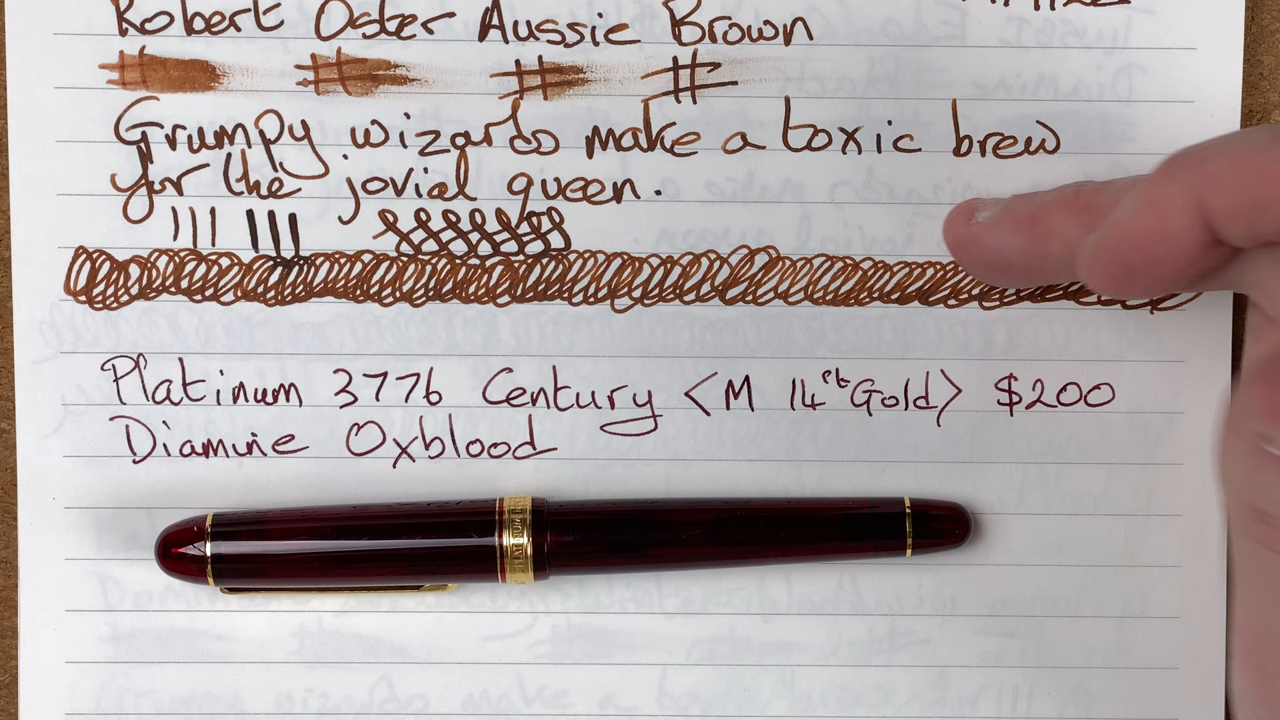 Robert Oster Aussie Brown
Grumpy wizards make a toxic brew
for the jovial queen.
Platinum 3776 Century <M 14ct Gold> $200
Diamine Oxblood